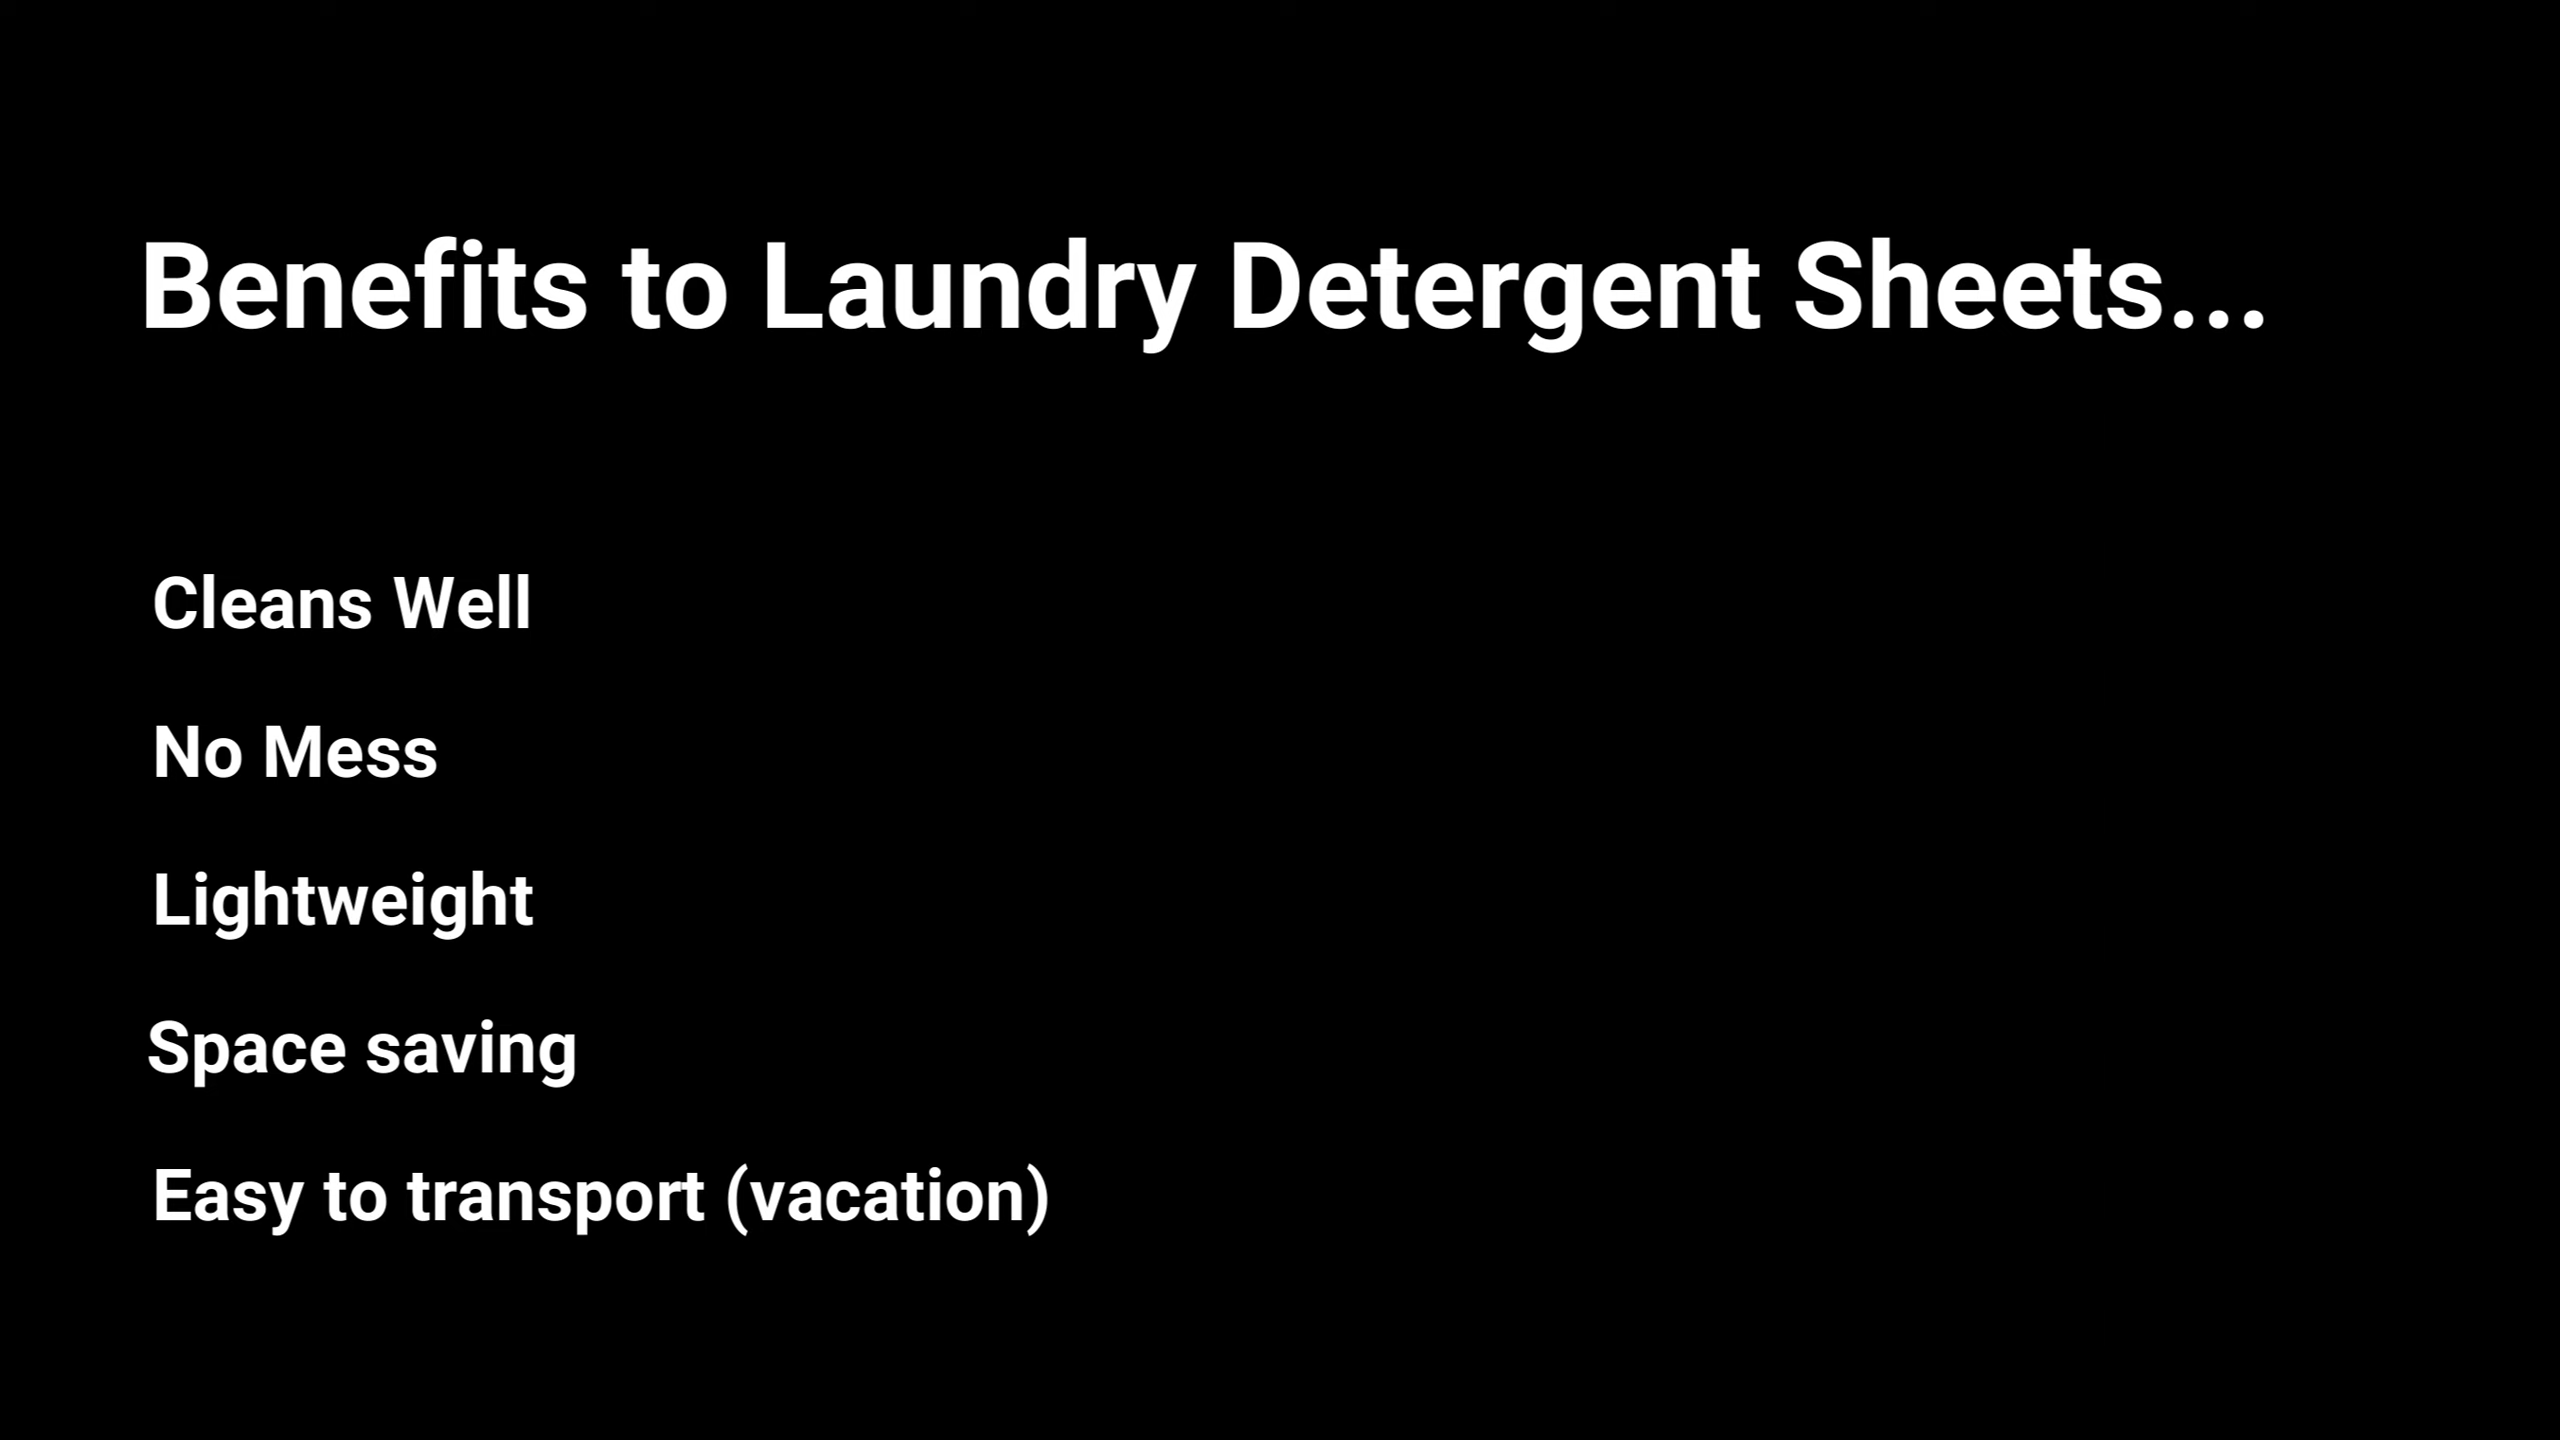 Benefits to Laundry Detergent Sheets...
Cleans Well
No Mess
Lightweight
Space saving
Easy to transport (vacation)